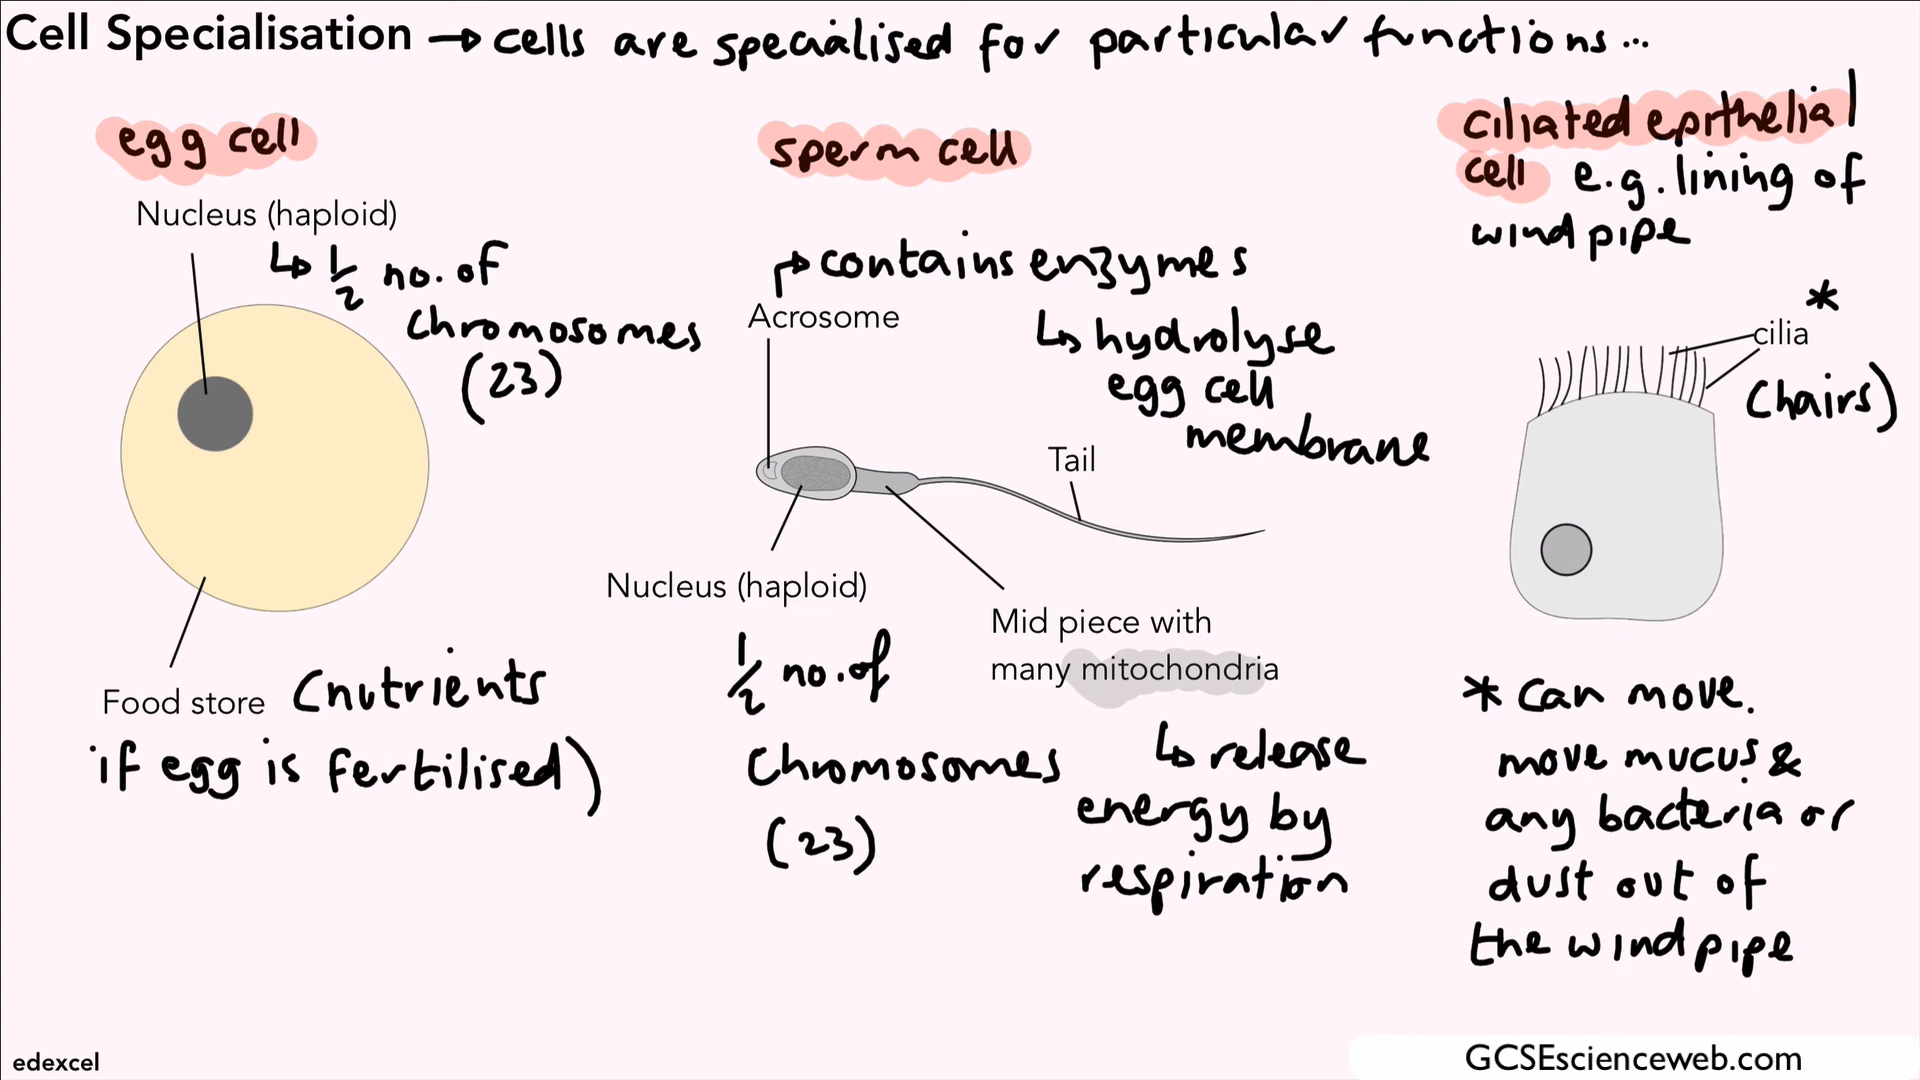 Cell Specialisation → cells are specialised for particular functions...
egg cell
Nucleus (haploid)
↳ 1/2 no. of
chromosomes
(23)
Food store (nutrients
if egg is fertilised)
sperm cell
↱ contains enzymes
Acrosome
↳ hydrolyse
egg cell
membrane
Tail
Nucleus (haploid)
1/2 no. of
chromosomes
(23)
Mid piece with
many mitochondria
↳ release
energy by
respiration
ciliated epithelial
cell e.g. lining of
windpipe
*
cilia
(hairs)
* can move.
move mucus &
any bacteria or
dust out of
the windpipe
edexcel
GCSEscienceweb.com